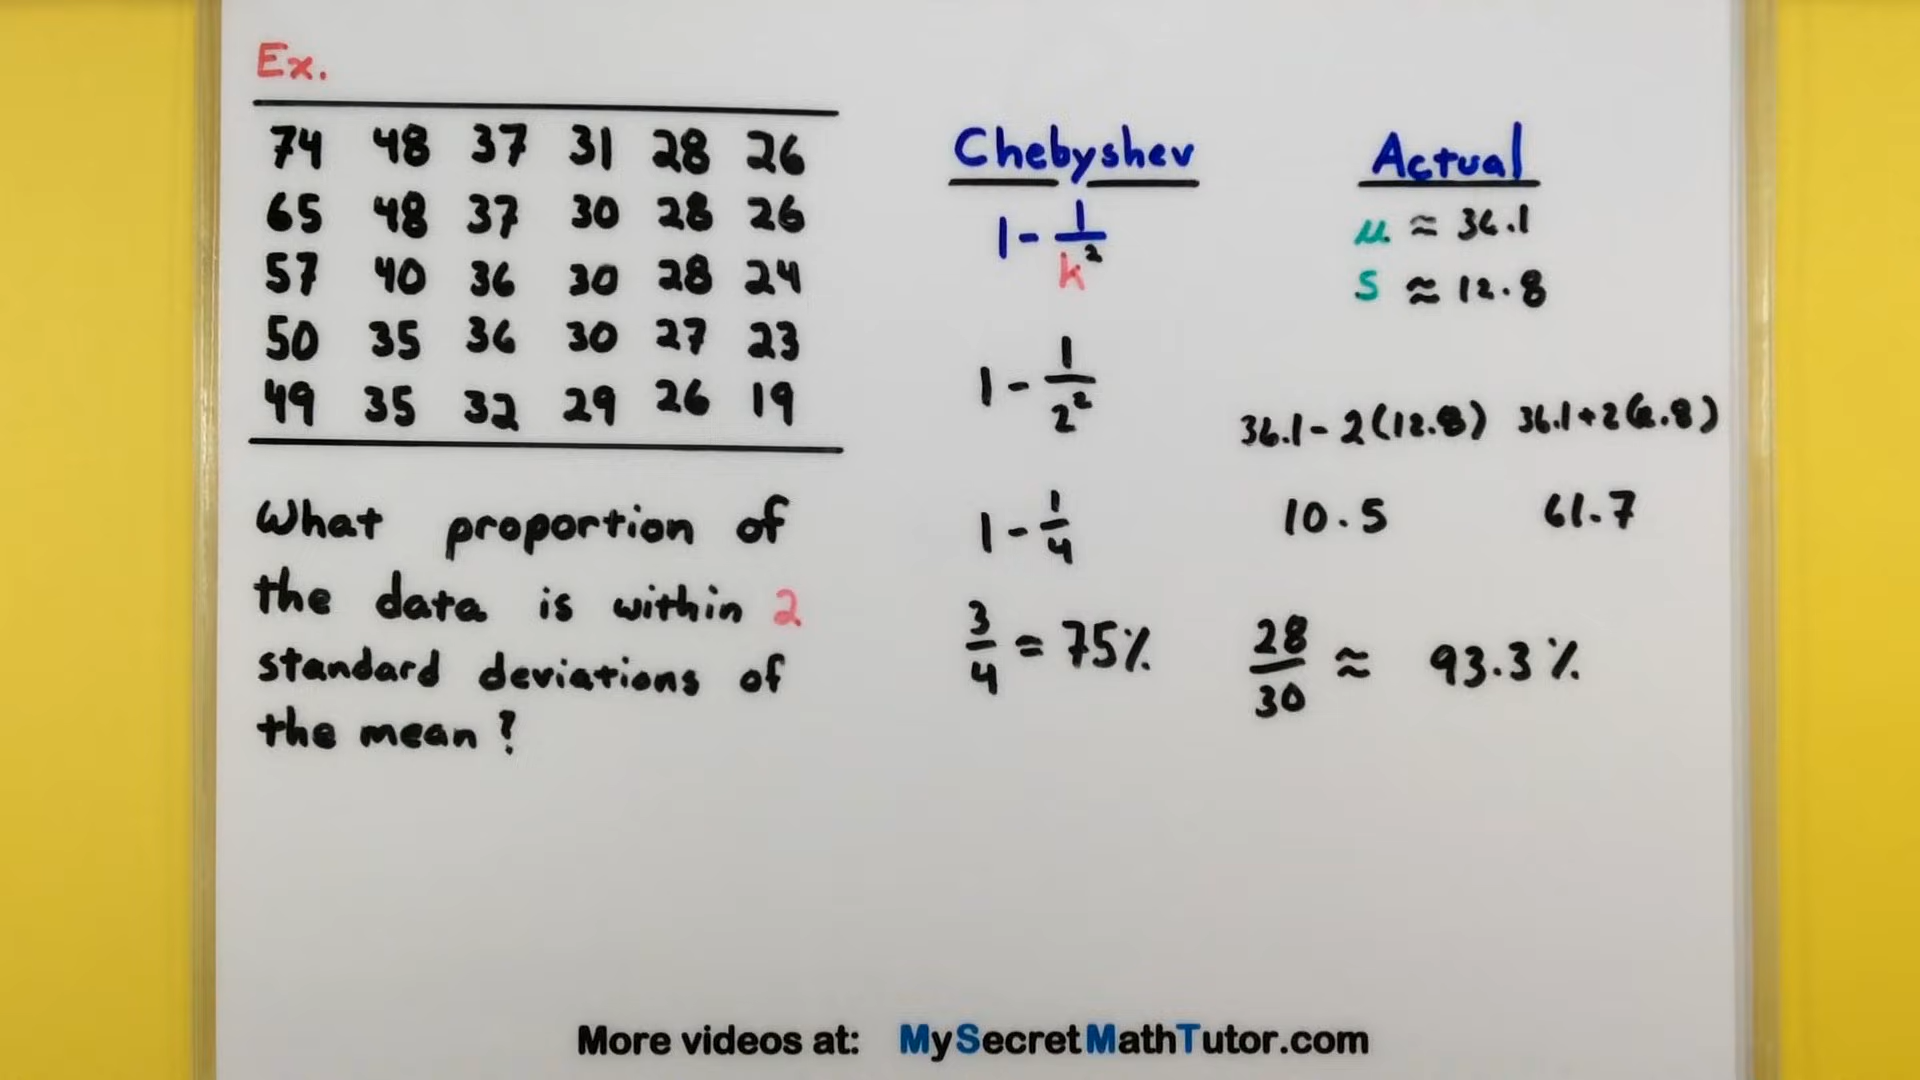 Ex.
74 48 37 31 28 26
65 48 37 30 28 26
57 40 36 30 28 24
50 35 36 30 27 23
49 35 32 29 26 19
What proportion of
the data is within 2
standard deviations of
the mean?
Chebyshev
1 - 1/k²
1 - 1/2²
1 - 1/4
3/4 = 75%
Actual
μ ≈ 36.1
s ≈ 12.8
36.1 - 2(12.8) 36.1 + 2(12.8)
10.5 61.7
28/30 ≈ 93.3%
More videos at: MySecretMathTutor.com